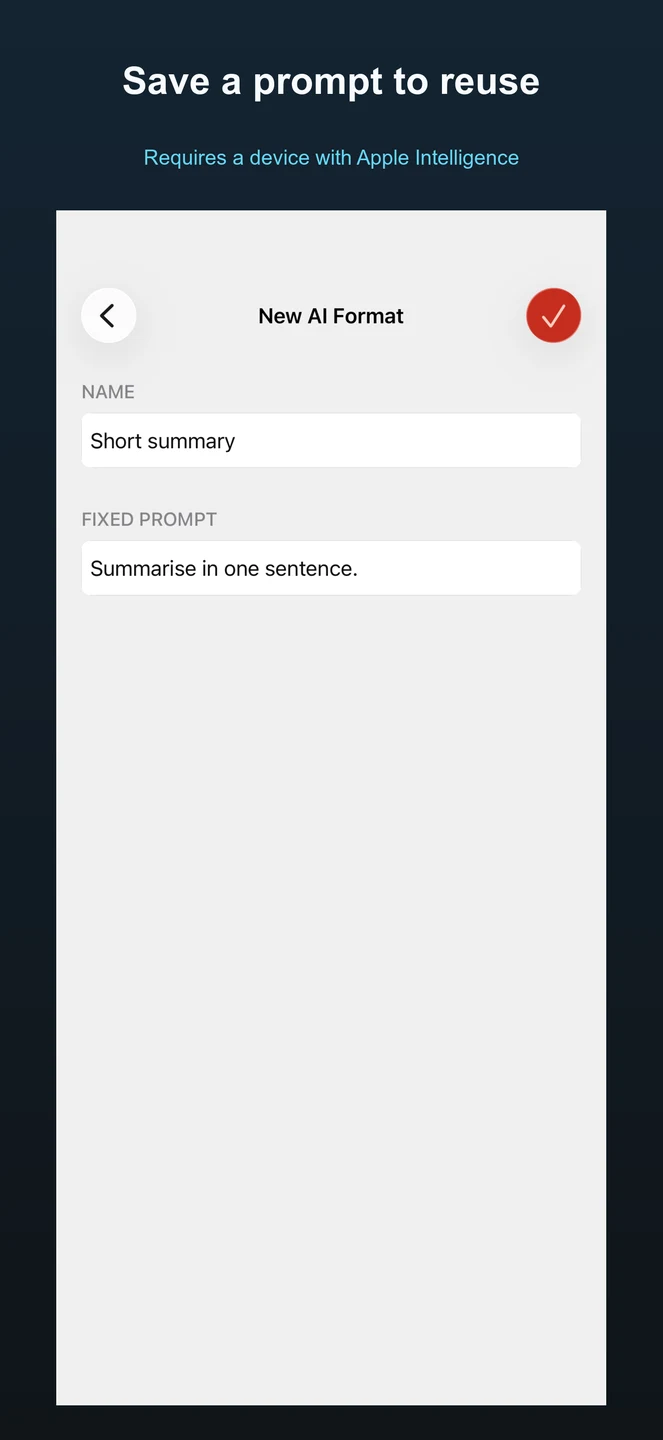 Save a prompt to reuse
Requires a device with Apple Intelligence
New AI Format
NAME
Short summary
FIXED PROMPT
Summarise in one sentence.